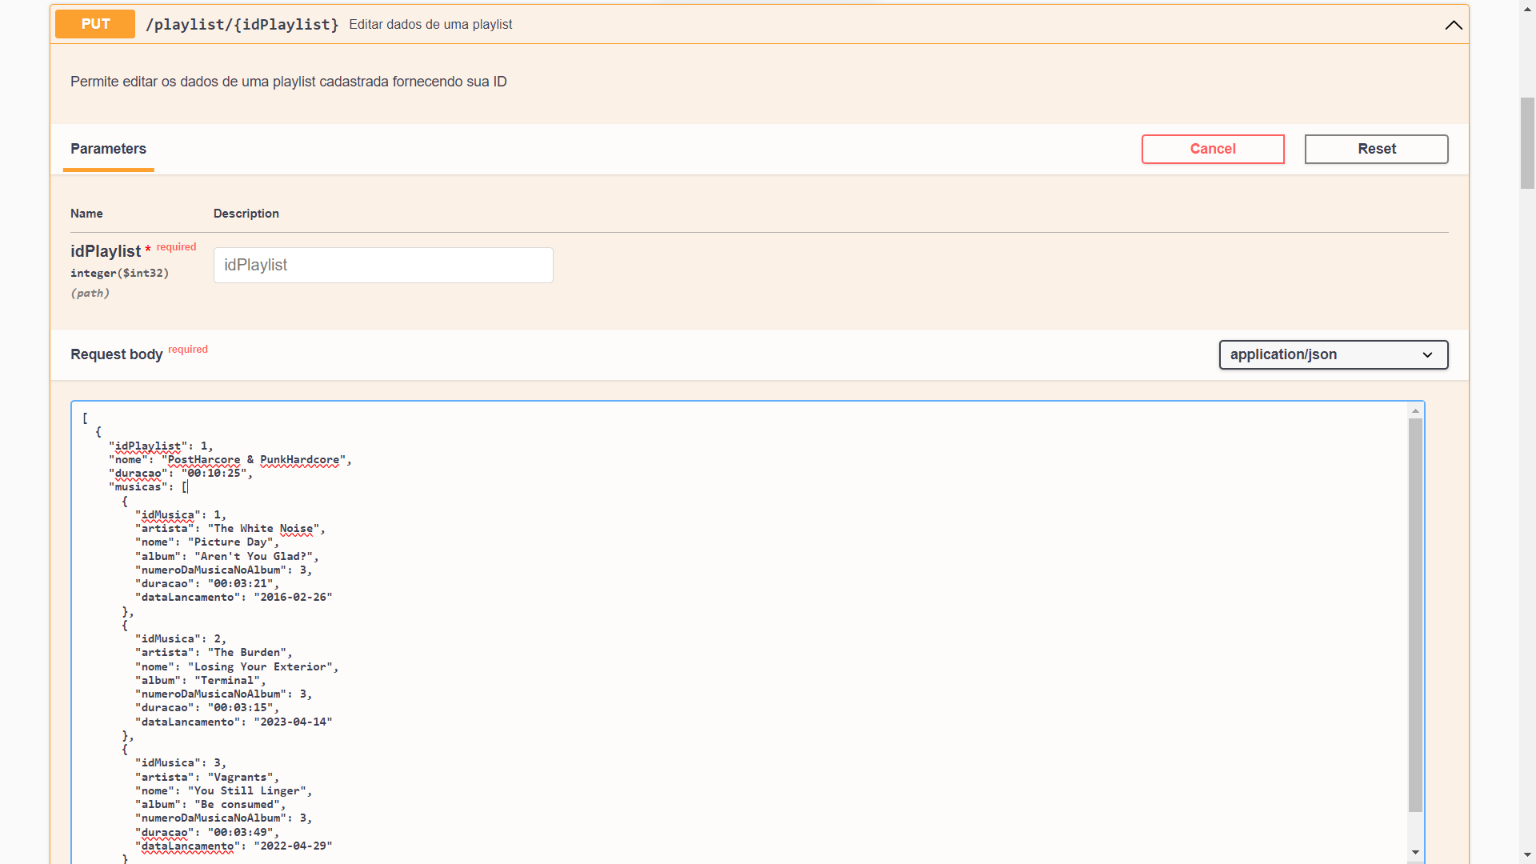 PUT /playlist/{idPlaylist} Editar dados de uma playlist
Permite editar os dados de uma playlist cadastrada fornecendo sua ID
Parameters Cancel Reset
Name Description
idPlaylist * required
integer($int32)
(path)
idPlaylist
Request body required application/json
[
{
"idPlaylist": 1,
"nome": "PostHarcore & PunkHardcore",
"duracao": "00:10:25",
"musicas": [
{
"idMusica": 1,
"artista": "The White Noise",
"nome": "Picture Day",
"album": "Aren't You Glad?",
"numeroDaMusicaNoAlbum": 3,
"duracao": "00:03:21",
"dataLancamento": "2016-02-26"
},
{
"idMusica": 2,
"artista": "The Burden",
"nome": "Losing Your Exterior",
"album": "Terminal",
"numeroDaMusicaNoAlbum": 3,
"duracao": "00:03:15",
"dataLancamento": "2023-04-14"
},
{
"idMusica": 3,
"artista": "Vagrants",
"nome": "You Still Linger",
"album": "Be consumed",
"numeroDaMusicaNoAlbum": 3,
"duracao": "00:03:49",
"dataLancamento": "2022-04-29"
}